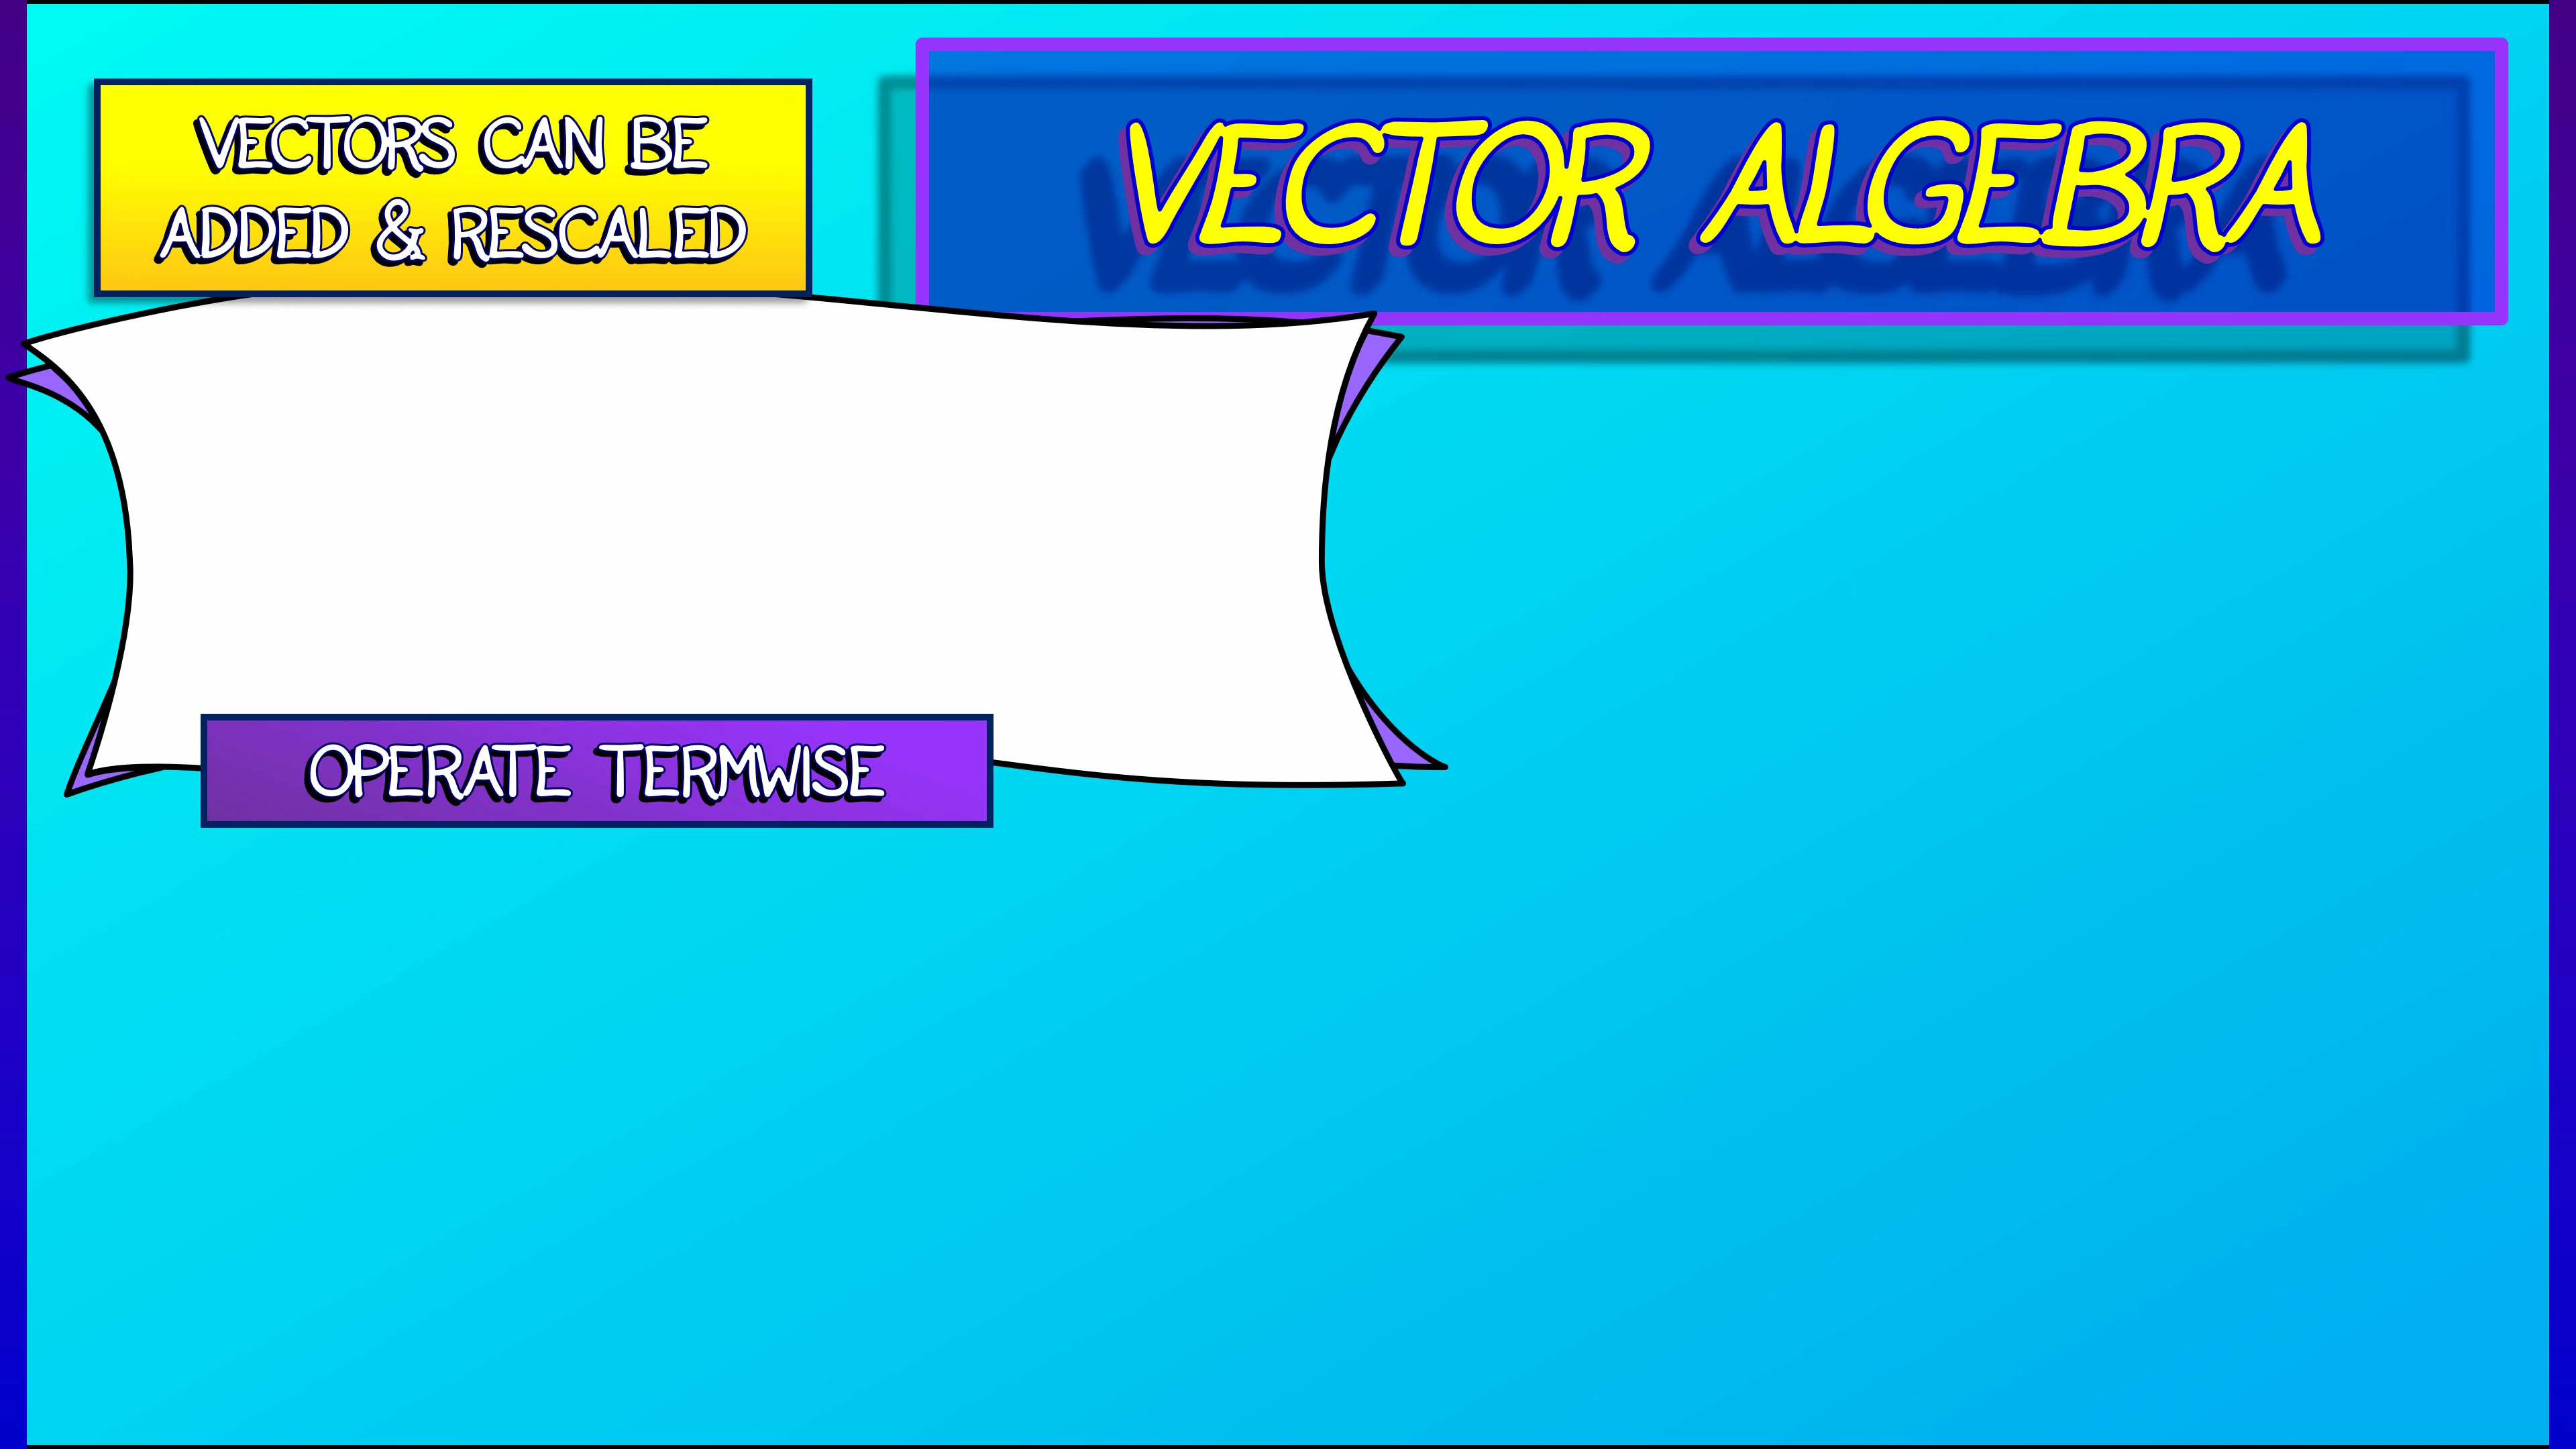 VECTORS CAN BE
ADDED & RESCALED
VECTOR ALGEBRA
OPERATE TERMWISE